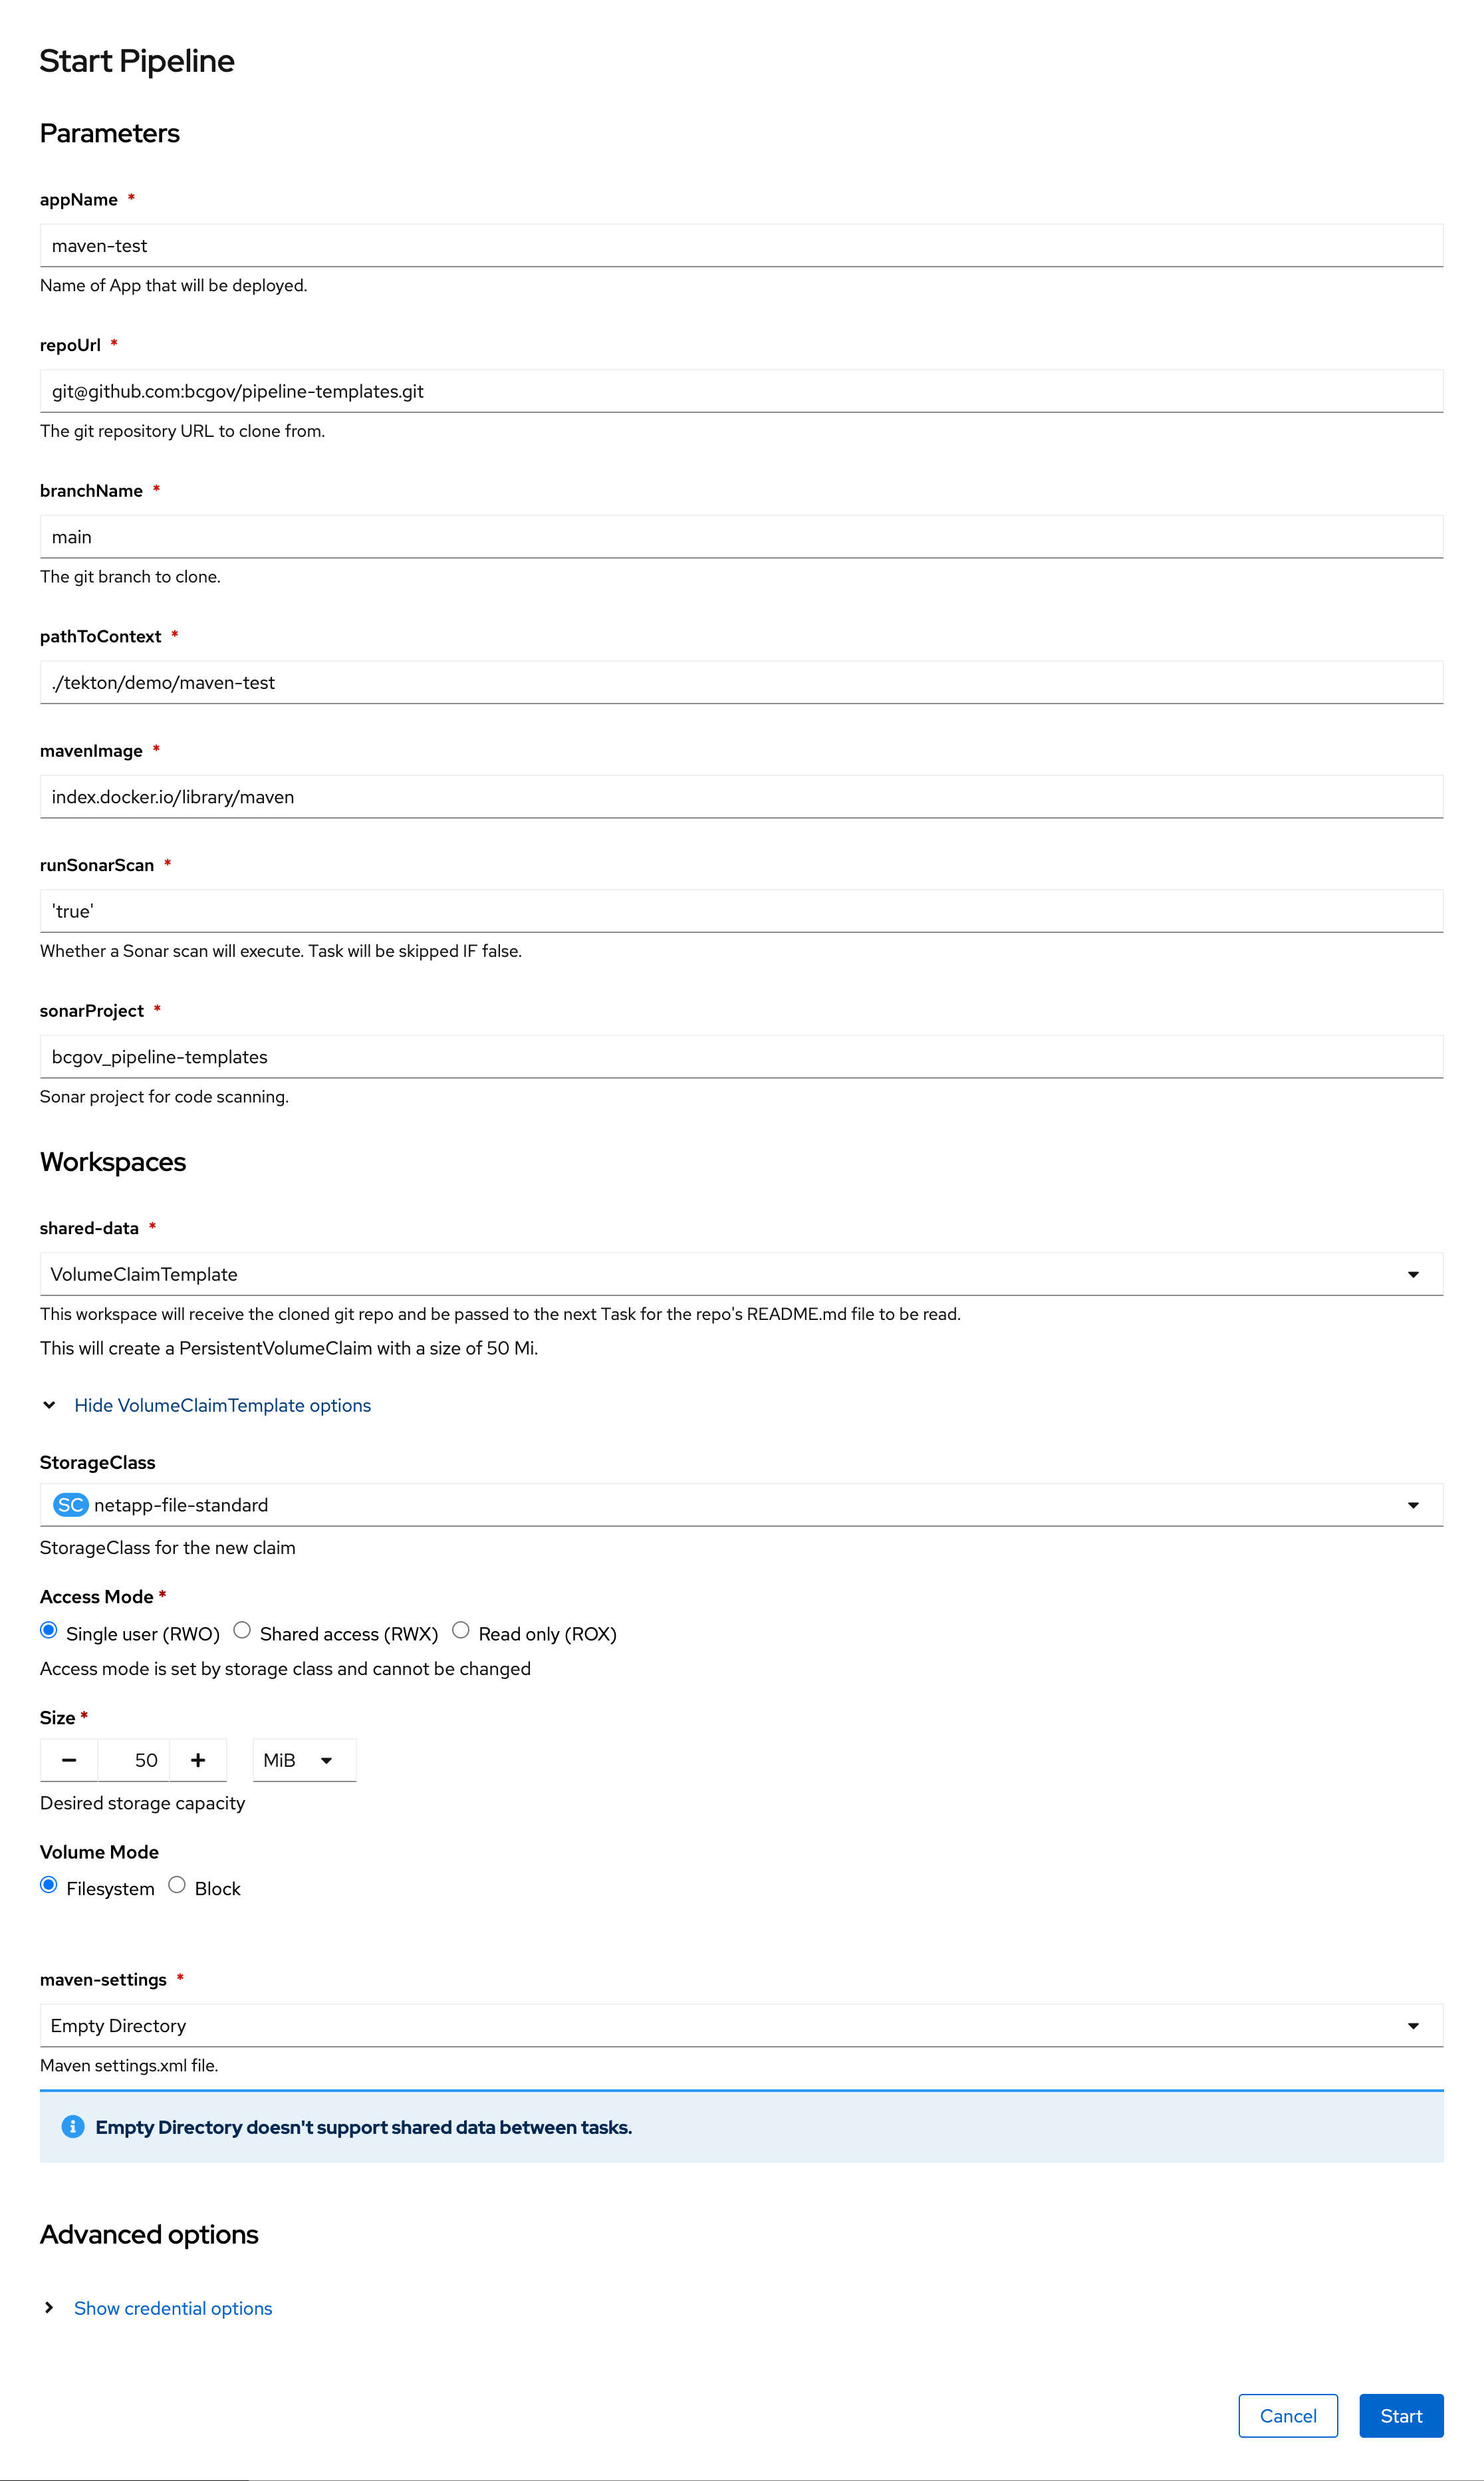 Start Pipeline
Parameters
appName *
maven-test
Name of App that will be deployed.
repoUrl *
git@github.com:bcgov/pipeline-templates.git
The git repository URL to clone from.
branchName *
main
The git branch to clone.
pathToContext *
./tekton/demo/maven-test
mavenImage *
index.docker.io/library/maven
runSonarScan *
'true'
Whether a Sonar scan will execute. Task will be skipped IF false.
sonarProject *
bcgov_pipeline-templates
Sonar project for code scanning.
Workspaces
shared-data *
VolumeClaimTemplate
This workspace will receive the cloned git repo and be passed to the next Task for the repo's README.md file to be read.
This will create a PersistentVolumeClaim with a size of 50 Mi.
Hide VolumeClaimTemplate options
StorageClass
SC netapp-file-standard
StorageClass for the new claim
Access Mode *
Single user (RWO) Shared access (RWX) Read only (ROX)
Access mode is set by storage class and cannot be changed
Size *
50 MiB
Desired storage capacity
Volume Mode
Filesystem Block
maven-settings *
Empty Directory
Maven settings.xml file.
Empty Directory doesn't support shared data between tasks.
Advanced options
Show credential options
Cancel Start